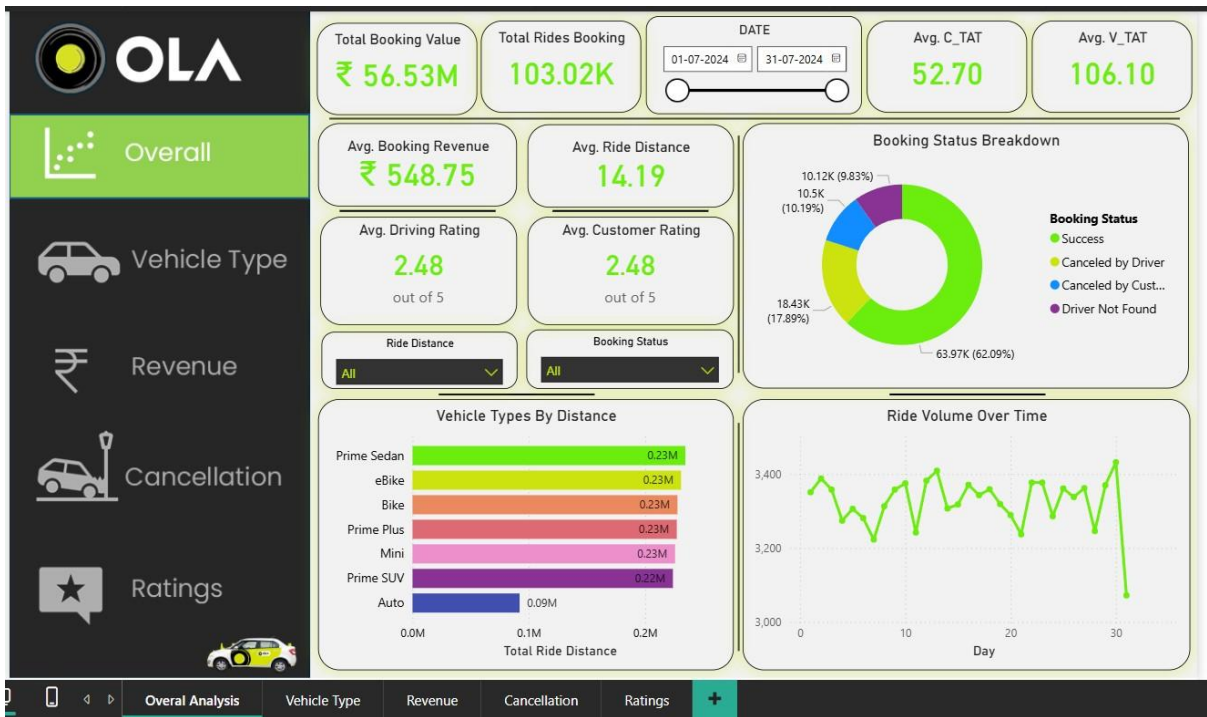 OLA
Overall
Vehicle Type
Revenue
Cancellation
Ratings
Total Booking Value
₹ 56.53M
Total Rides Booking
103.02K
DATE
01-07-2024
31-07-2024
Avg. C_TAT
52.70
Avg. V_TAT
106.10
Avg. Booking Revenue
₹ 548.75
Avg. Ride Distance
14.19
Avg. Driving Rating
2.48
out of 5
Avg. Customer Rating
2.48
out of 5
Ride Distance
All
Booking Status
All
Booking Status Breakdown
10.12K (9.83%)
10.5K
(10.19%)
18.43K
(17.89%)
63.97K (62.09%)
Booking Status
Success
Canceled by Driver
Canceled by Cust...
Driver Not Found
Vehicle Types By Distance
Prime Sedan 0.23M
eBike 0.23M
Bike 0.23M
Prime Plus 0.23M
Mini 0.23M
Prime SUV 0.22M
Auto 0.09M
0.0M 0.1M 0.2M
Total Ride Distance
Ride Volume Over Time
3,400
3,200
3,000
0 10 20 30
Day
Overal Analysis Vehicle Type Revenue Cancellation Ratings +